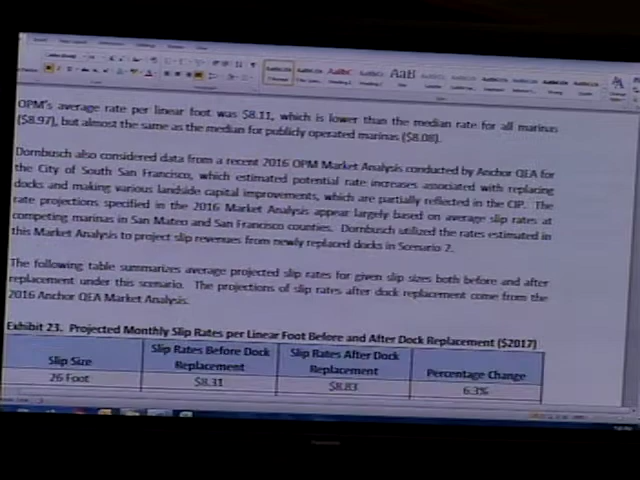 OPM's average rate per linear foot was $8.11, which is lower than the median rate for all marinas
($8.97), but almost the same as the median for publicly operated marinas ($8.08).
Dornbusch also considered data from a recent 2016 OPM Market Analysis conducted by Anchor QEA for
the City of South San Francisco, which estimated potential rate increases associated with replacing
docks and making various landside capital improvements, which are partially reflected in the CIP. The
rate projections specified in the 2016 Market Analysis appear largely based on average slip rates at
competing marinas in San Mateo and San Francisco counties. Dornbusch utilized the rates estimated in
this Market Analysis to project slip revenues from newly replaced docks in Scenario 2.
The following table summarizes average projected slip rates for given slip sizes both before and after
replacement under this scenario. The projections of slip rates after dock replacement come from the
2016 Anchor QEA Market Analysis.
Exhibit 23. Projected Monthly Slip Rates per Linear Foot Before and After Dock Replacement ($2017)
Slip Size
Slip Rates Before Dock
Replacement
Slip Rates After Dock
Replacement
Percentage Change
26 Foot
$8.31
$8.83
6.3%